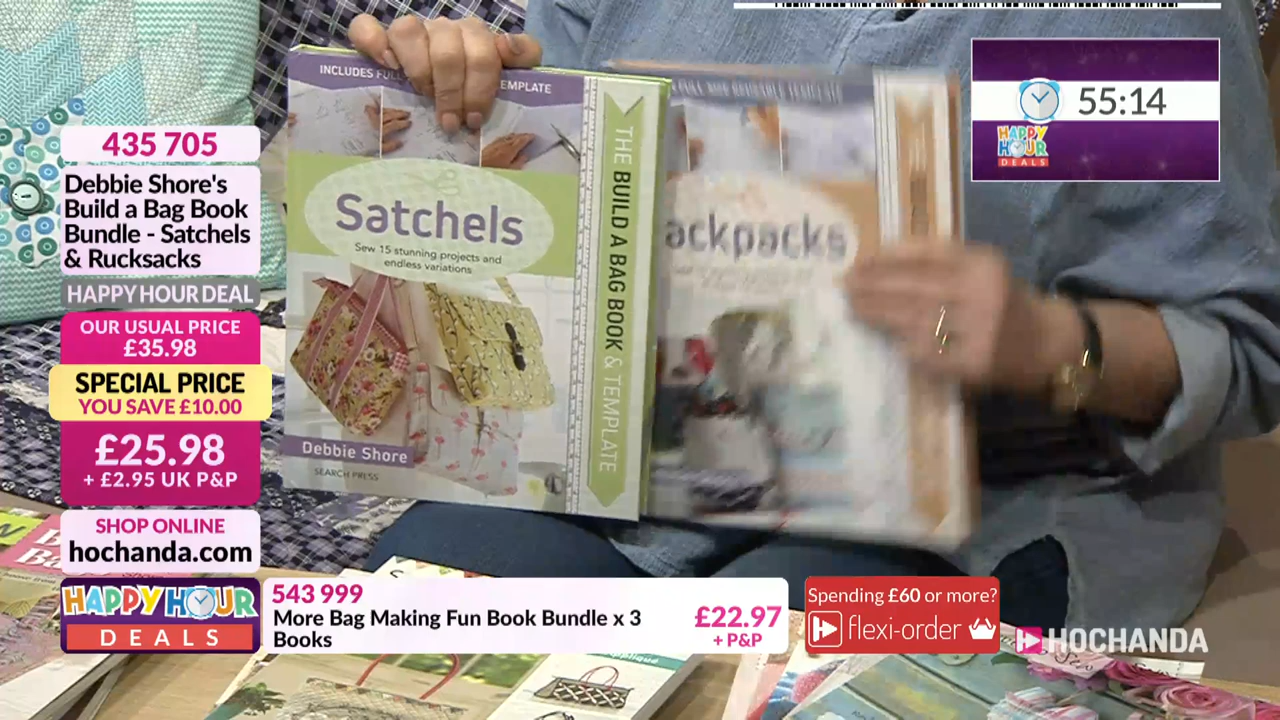 435 705
Debbie Shore's
Build a Bag Book
Bundle - Satchels
& Rucksacks
HAPPY HOUR DEAL
OUR USUAL PRICE
£35.98
SPECIAL PRICE
YOU SAVE £10.00
£25.98
+ £2.95 UK P&P
SHOP ONLINE
hochanda.com
HAPPY HOUR
DEALS
543 999
More Bag Making Fun Book Bundle x 3
Books
£22.97
+ P&P
Spending £60 or more?
flexi-order
HOCHANDA
55:14
HAPPY
HOUR
DEALS
INCLUDES FULL
TEMPLATE
Satchels
Sew 15 stunning projects and
endless variations
Debbie Shore
SEARCH PRESS
THE BUILD A BAG BOOK & TEMPLATE
ackpacks
appliqué